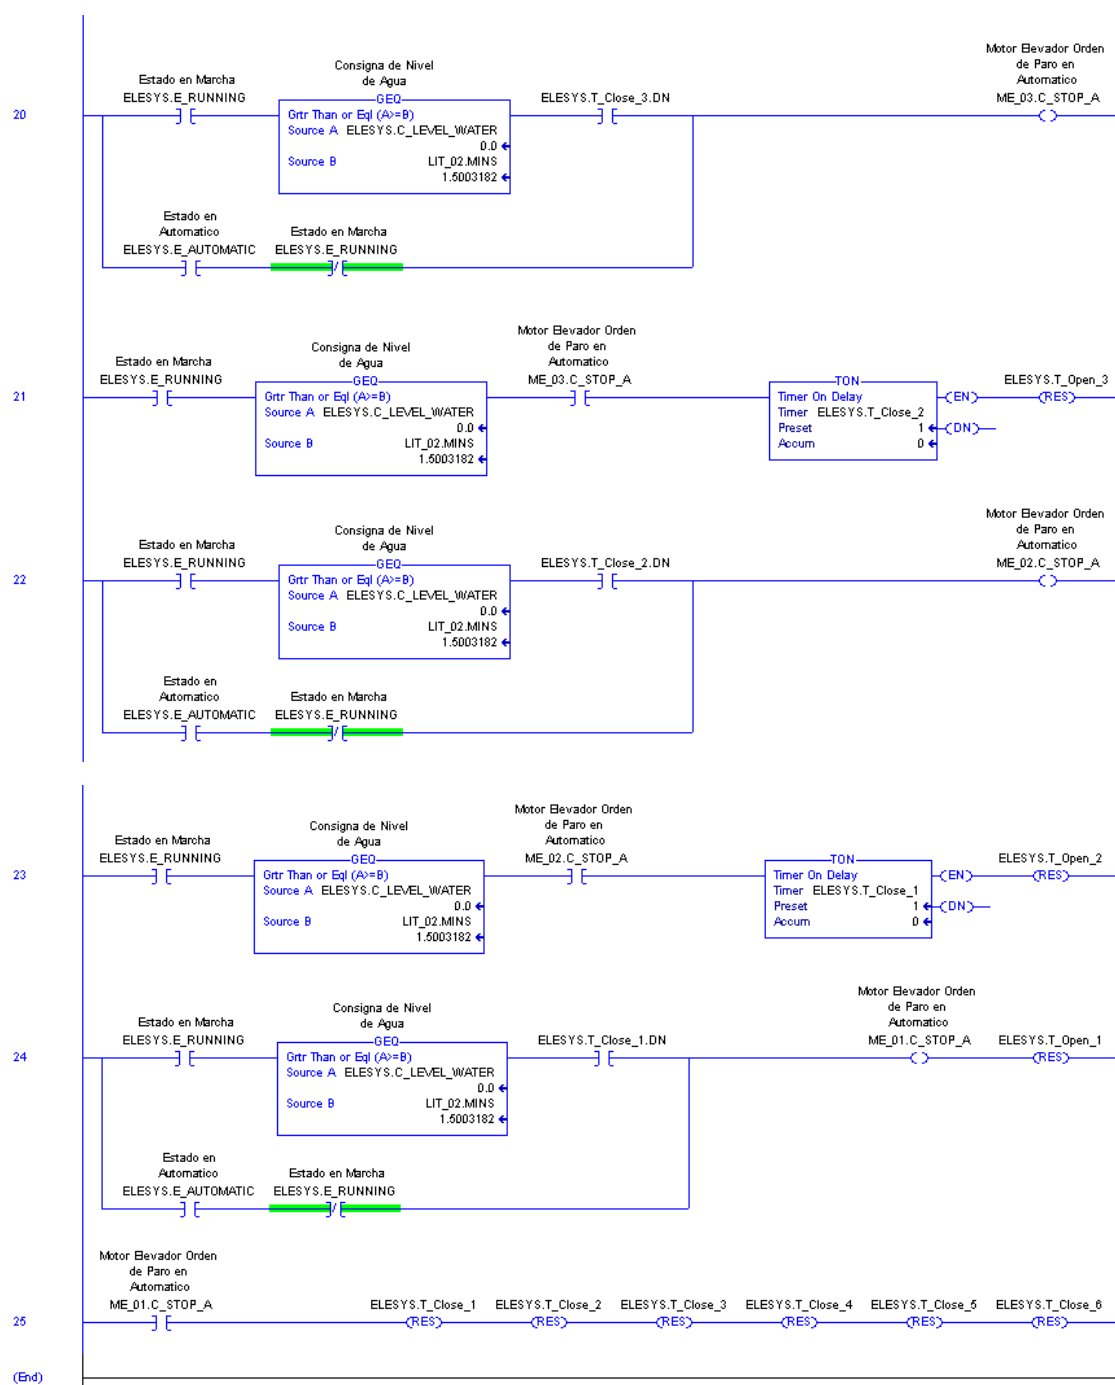 Motor Elevador Orden
de Paro en
Automatico
ME_03.C_STOP_A
Consigna de Nivel
de Agua
Estado en Marcha
ELESYS.E_RUNNING
GEQ
ELESYS.T_Close_3.DN
20
Grtr Than or Eql (A>=B)
Source A ELESYS.C_LEVEL_WATER
0.0
Source B LIT_02.MINS
1.5003182
Estado en
Automatico
ELESYS.E_AUTOMATIC
Estado en Marcha
ELESYS.E_RUNNING
Motor Elevador Orden
de Paro en
Automatico
ME_03.C_STOP_A
Consigna de Nivel
de Agua
Estado en Marcha
ELESYS.E_RUNNING
GEQ
TON
ELESYS.T_Open_3
21
Grtr Than or Eql (A>=B)
Source A ELESYS.C_LEVEL_WATER
0.0
Source B LIT_02.MINS
1.5003182
Timer On Delay
Timer ELESYS.T_Close_2
Preset 1
Accum 0
EN
DN
RES
Motor Elevador Orden
de Paro en
Automatico
ME_02.C_STOP_A
Consigna de Nivel
de Agua
Estado en Marcha
ELESYS.E_RUNNING
GEQ
ELESYS.T_Close_2.DN
22
Grtr Than or Eql (A>=B)
Source A ELESYS.C_LEVEL_WATER
0.0
Source B LIT_02.MINS
1.5003182
Estado en
Automatico
ELESYS.E_AUTOMATIC
Estado en Marcha
ELESYS.E_RUNNING
Motor Elevador Orden
de Paro en
Automatico
ME_02.C_STOP_A
Consigna de Nivel
de Agua
Estado en Marcha
ELESYS.E_RUNNING
GEQ
TON
ELESYS.T_Open_2
23
Grtr Than or Eql (A>=B)
Source A ELESYS.C_LEVEL_WATER
0.0
Source B LIT_02.MINS
1.5003182
Timer On Delay
Timer ELESYS.T_Close_1
Preset 1
Accum 0
EN
DN
RES
Motor Elevador Orden
de Paro en
Automatico
ME_01.C_STOP_A
ELESYS.T_Open_1
Consigna de Nivel
de Agua
Estado en Marcha
ELESYS.E_RUNNING
GEQ
ELESYS.T_Close_1.DN
24
Grtr Than or Eql (A>=B)
Source A ELESYS.C_LEVEL_WATER
0.0
Source B LIT_02.MINS
1.5003182
RES
Estado en
Automatico
ELESYS.E_AUTOMATIC
Estado en Marcha
ELESYS.E_RUNNING
Motor Elevador Orden
de Paro en
Automatico
ME_01.C_STOP_A
ELESYS.T_Close_1 ELESYS.T_Close_2 ELESYS.T_Close_3 ELESYS.T_Close_4 ELESYS.T_Close_5 ELESYS.T_Close_6
25
RES RES RES RES RES RES
(End)